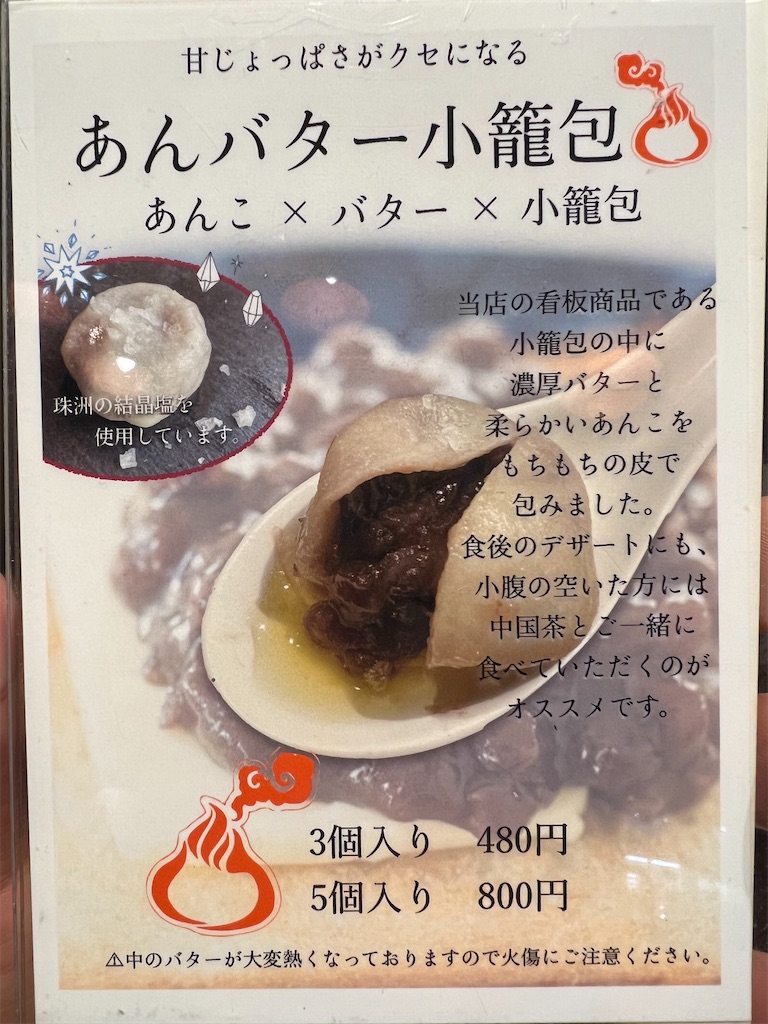 甘じょっぱさがクセになる
あんバター小籠包
あんこ × バター × 小籠包
珠洲の結晶塩を
使用しています。
当店の看板商品である
小籠包の中に
濃厚バターと
柔らかいあんこを
もちもちの皮で
包みました。
食後のデザートにも、
小腹の空いた方には
中国茶とご一緒に
食べていただくのが
オススメです。
3個入り 480円
5個入り 800円
⚠中のバターが大変熱くなっておりますので火傷にご注意ください。